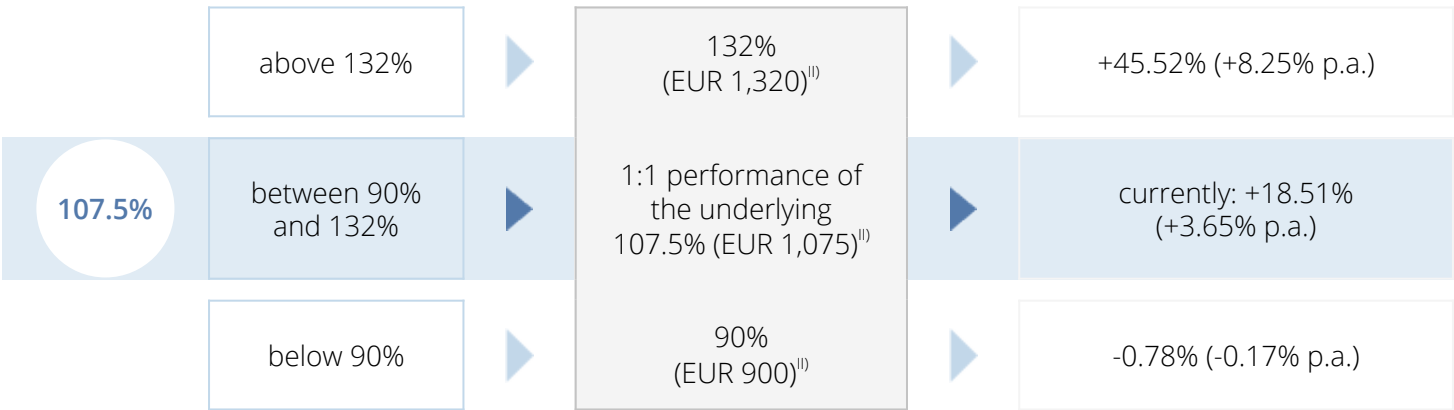 above 132%
132%
(EUR 1,320)II)
+45.52% (+8.25% p.a.)
107.5%
between 90%
and 132%
1:1 performance of
the underlying
107.5% (EUR 1,075)II)
currently: +18.51%
(+3.65% p.a.)
below 90%
90%
(EUR 900)II)
-0.78% (-0.17% p.a.)